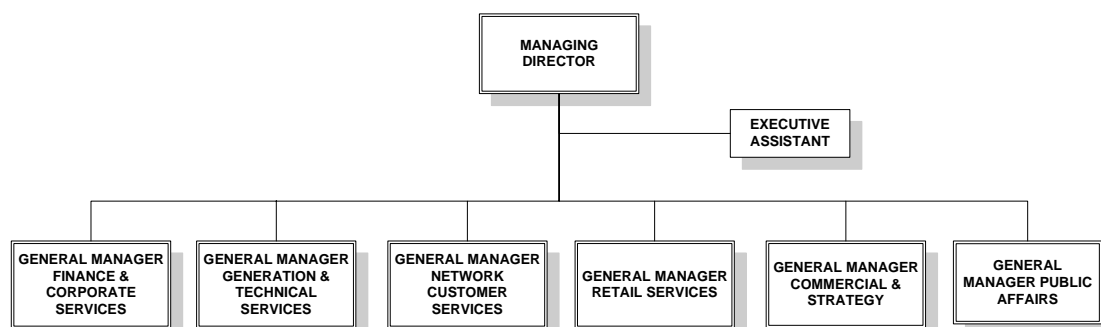 MANAGING
DIRECTOR
EXECUTIVE
ASSISTANT
GENERAL MANAGER
FINANCE &
CORPORATE
SERVICES
GENERAL MANAGER
GENERATION &
TECHNICAL
SERVICES
GENERAL MANAGER
NETWORK
CUSTOMER
SERVICES
GENERAL MANAGER
RETAIL SERVICES
GENERAL MANAGER
COMMERCIAL &
STRATEGY
GENERAL
MANAGER PUBLIC
AFFAIRS